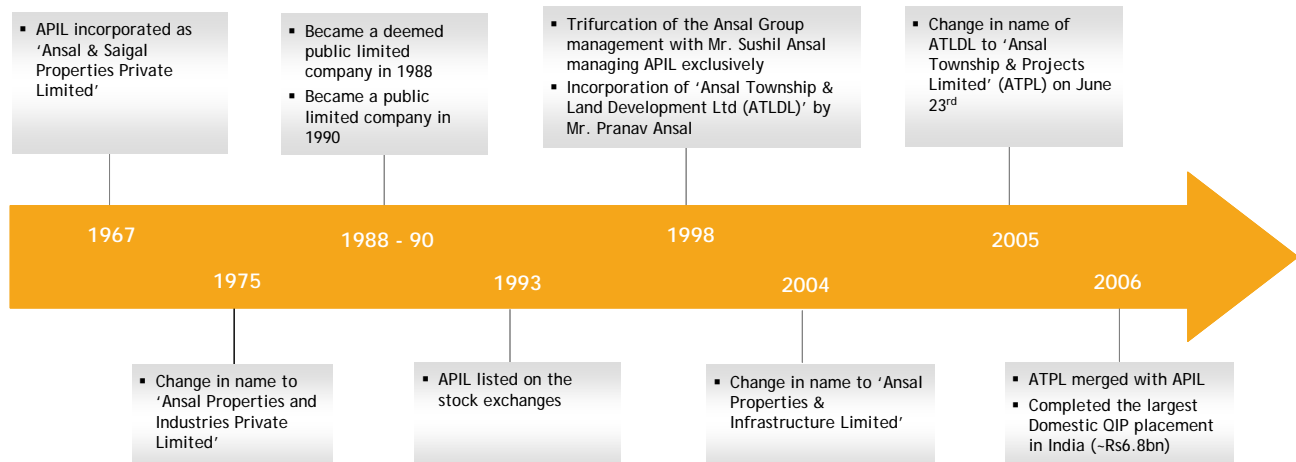 ▪ APIL incorporated as
‘Ansal & Saigal
Properties Private
Limited’
▪ Became a deemed
public limited
company in 1988
▪ Became a public
limited company in
1990
▪ Trifurcation of the Ansal Group
management with Mr. Sushil Ansal
managing APIL exclusively
▪ Incorporation of ‘Ansal Township &
Land Development Ltd (ATLDL)’ by
Mr. Pranav Ansal
▪ Change in name of
ATLDL to ‘Ansal
Township & Projects
Limited’ (ATPL) on June
23rd
1967
1988 - 90
1998
2005
1975
1993
2004
2006
▪ Change in name to
‘Ansal Properties and
Industries Private
Limited’
▪ APIL listed on the
stock exchanges
▪ Change in name to ‘Ansal
Properties &
Infrastructure Limited’
▪ ATPL merged with APIL
▪ Completed the largest
Domestic QIP placement
in India (~Rs6.8bn)